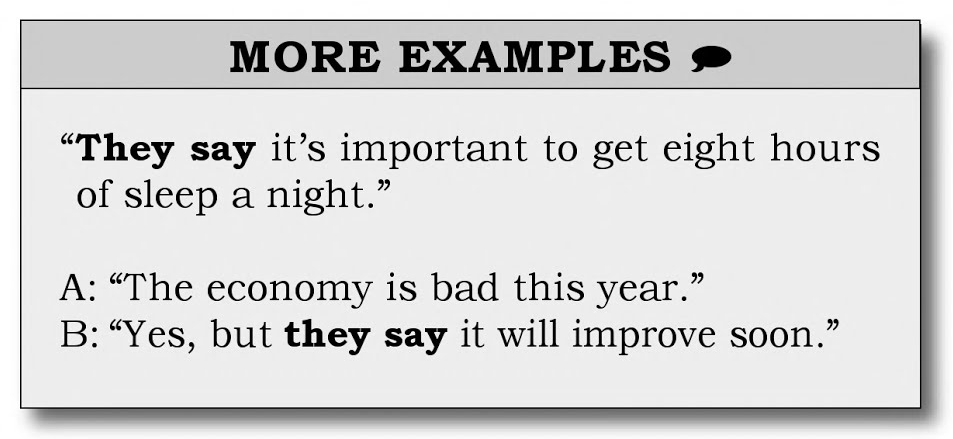 MORE EXAMPLES
“They say it’s important to get eight hours
of sleep a night.”
A: “The economy is bad this year.”
B: “Yes, but they say it will improve soon.”